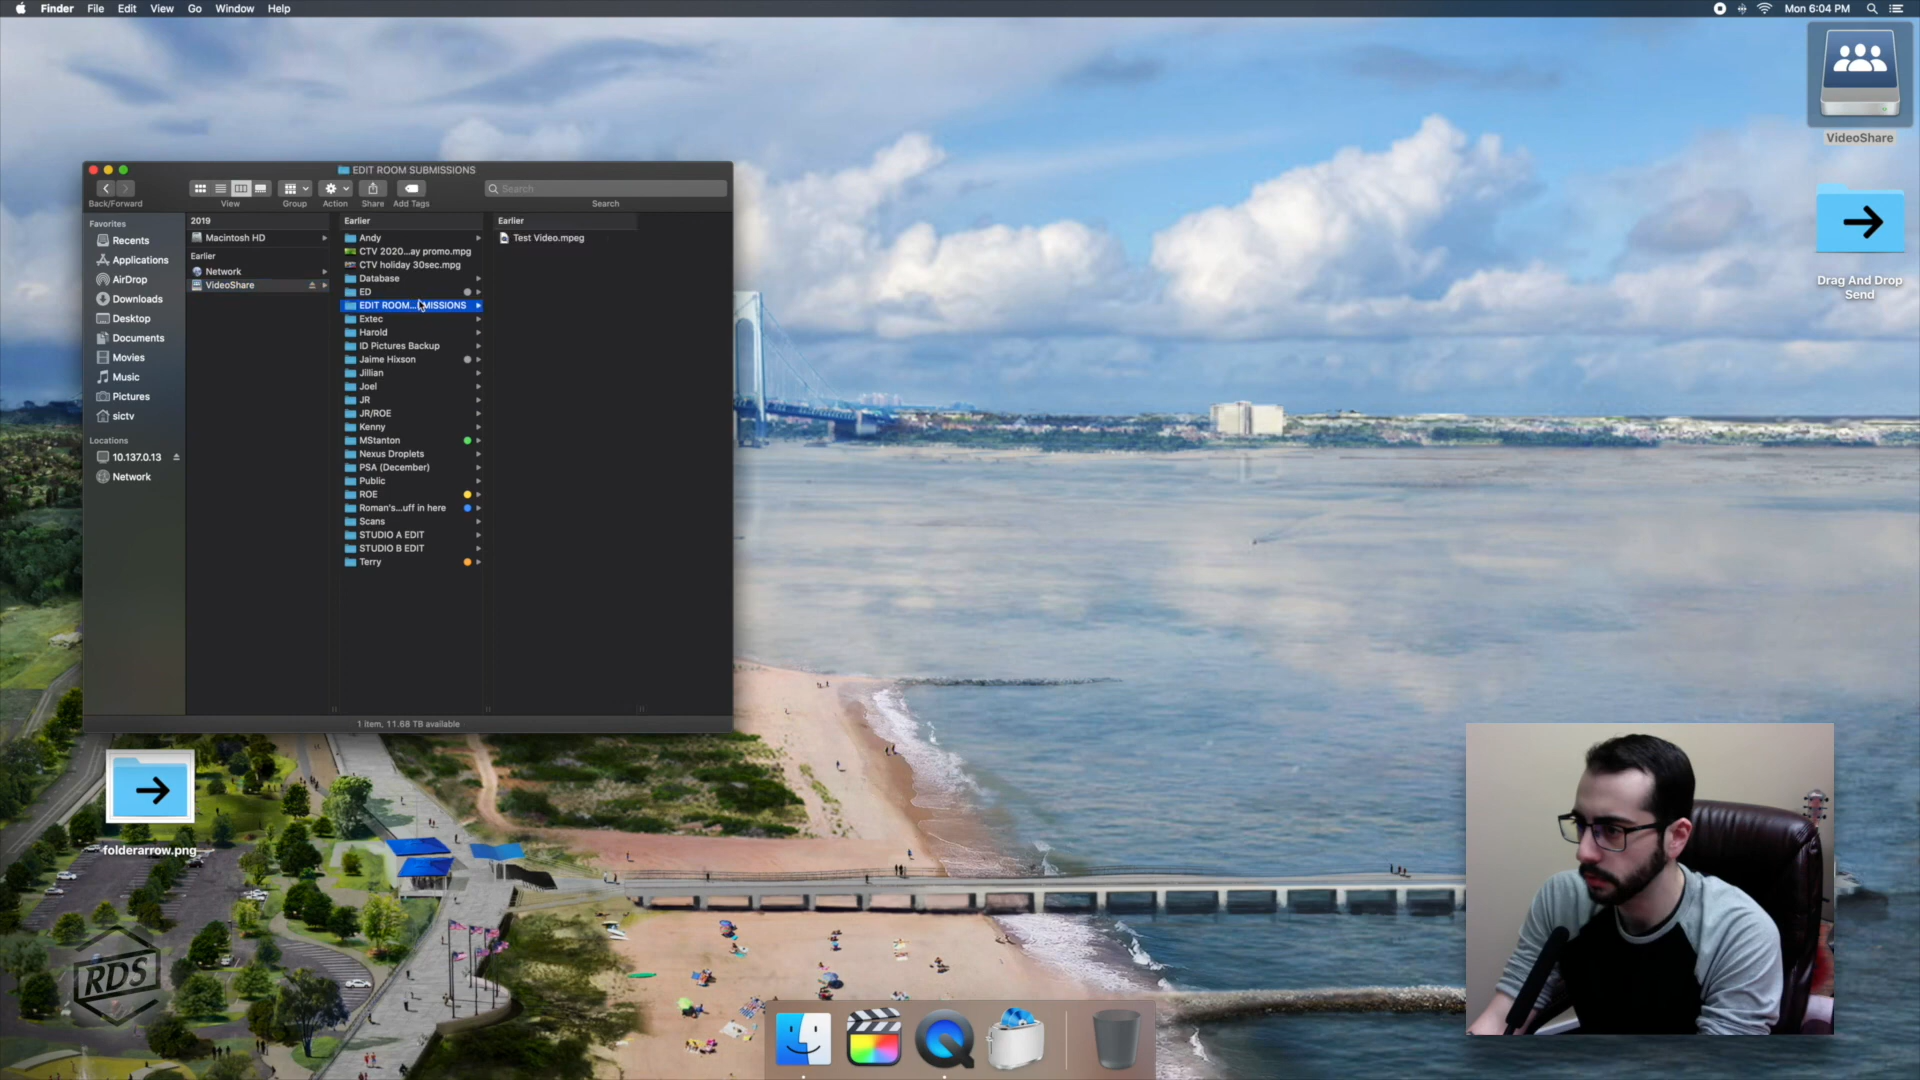 Finder File Edit View Go Window Help
Mon 6:04 PM
VideoShare
Drag And Drop
Send
EDIT ROOM SUBMISSIONS
Search
Back/Forward View Group Action Share Add Tags Search
Favorites
Recents
Applications
AirDrop
Downloads
Desktop
Documents
Movies
Music
Pictures
sictv
Locations
10.137.0.13
Network
2019
Macintosh HD
Earlier
Network
VideoShare
Earlier
Andy
CTV 2020...ay promo.mpg
CTV holiday 30sec.mpg
Database
ED
EDIT ROOM...MISSIONS
Extec
Harold
ID Pictures Backup
Jaime Hixson
Jillian
Joel
JR
JR/ROE
Kenny
MStanton
Nexus Droplets
PSA (December)
Public
ROE
Roman's...uff in here
Scans
STUDIO A EDIT
STUDIO B EDIT
Terry
Earlier
Test Video.mpeg
1 item, 11.68 TB available
folderarrow.png
RDS